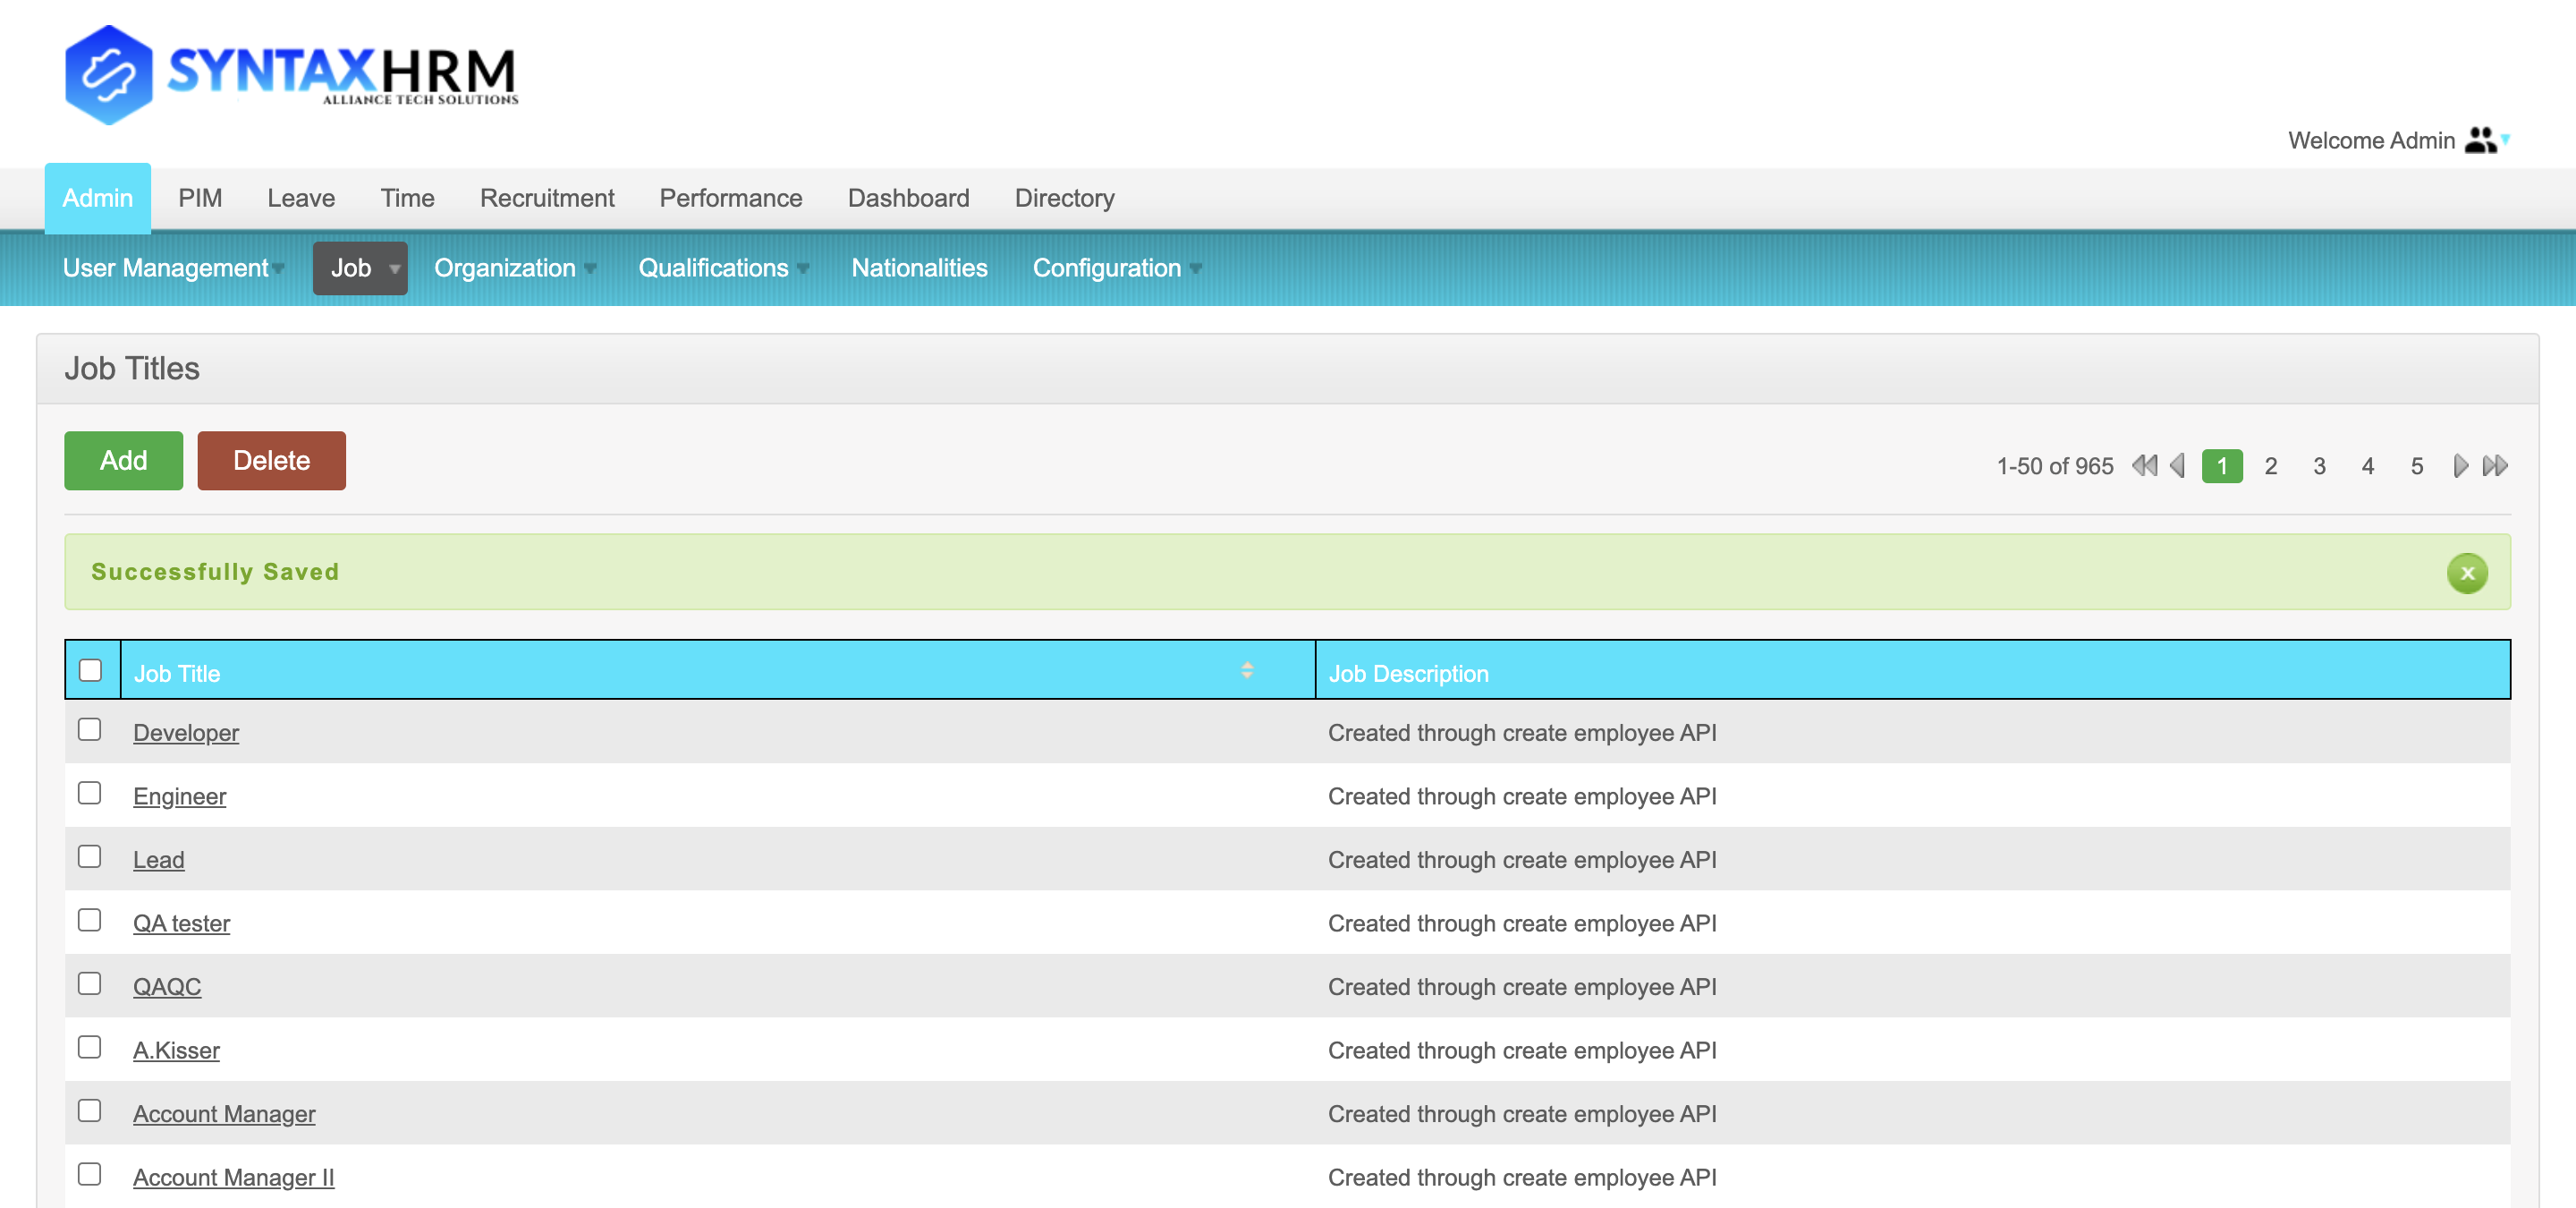 SYNTAXHRM
ALLIANCE TECH SOLUTIONS
Welcome Admin
Admin PIM Leave Time Recruitment Performance Dashboard Directory
User Management Job Organization Qualifications Nationalities Configuration
Job Titles
Add Delete 1-50 of 965 1 2 3 4 5
Successfully Saved x
Job Title Job Description
Developer Created through create employee API
Engineer Created through create employee API
Lead Created through create employee API
QA tester Created through create employee API
QAQC Created through create employee API
A.Kisser Created through create employee API
Account Manager Created through create employee API
Account Manager II Created through create employee API